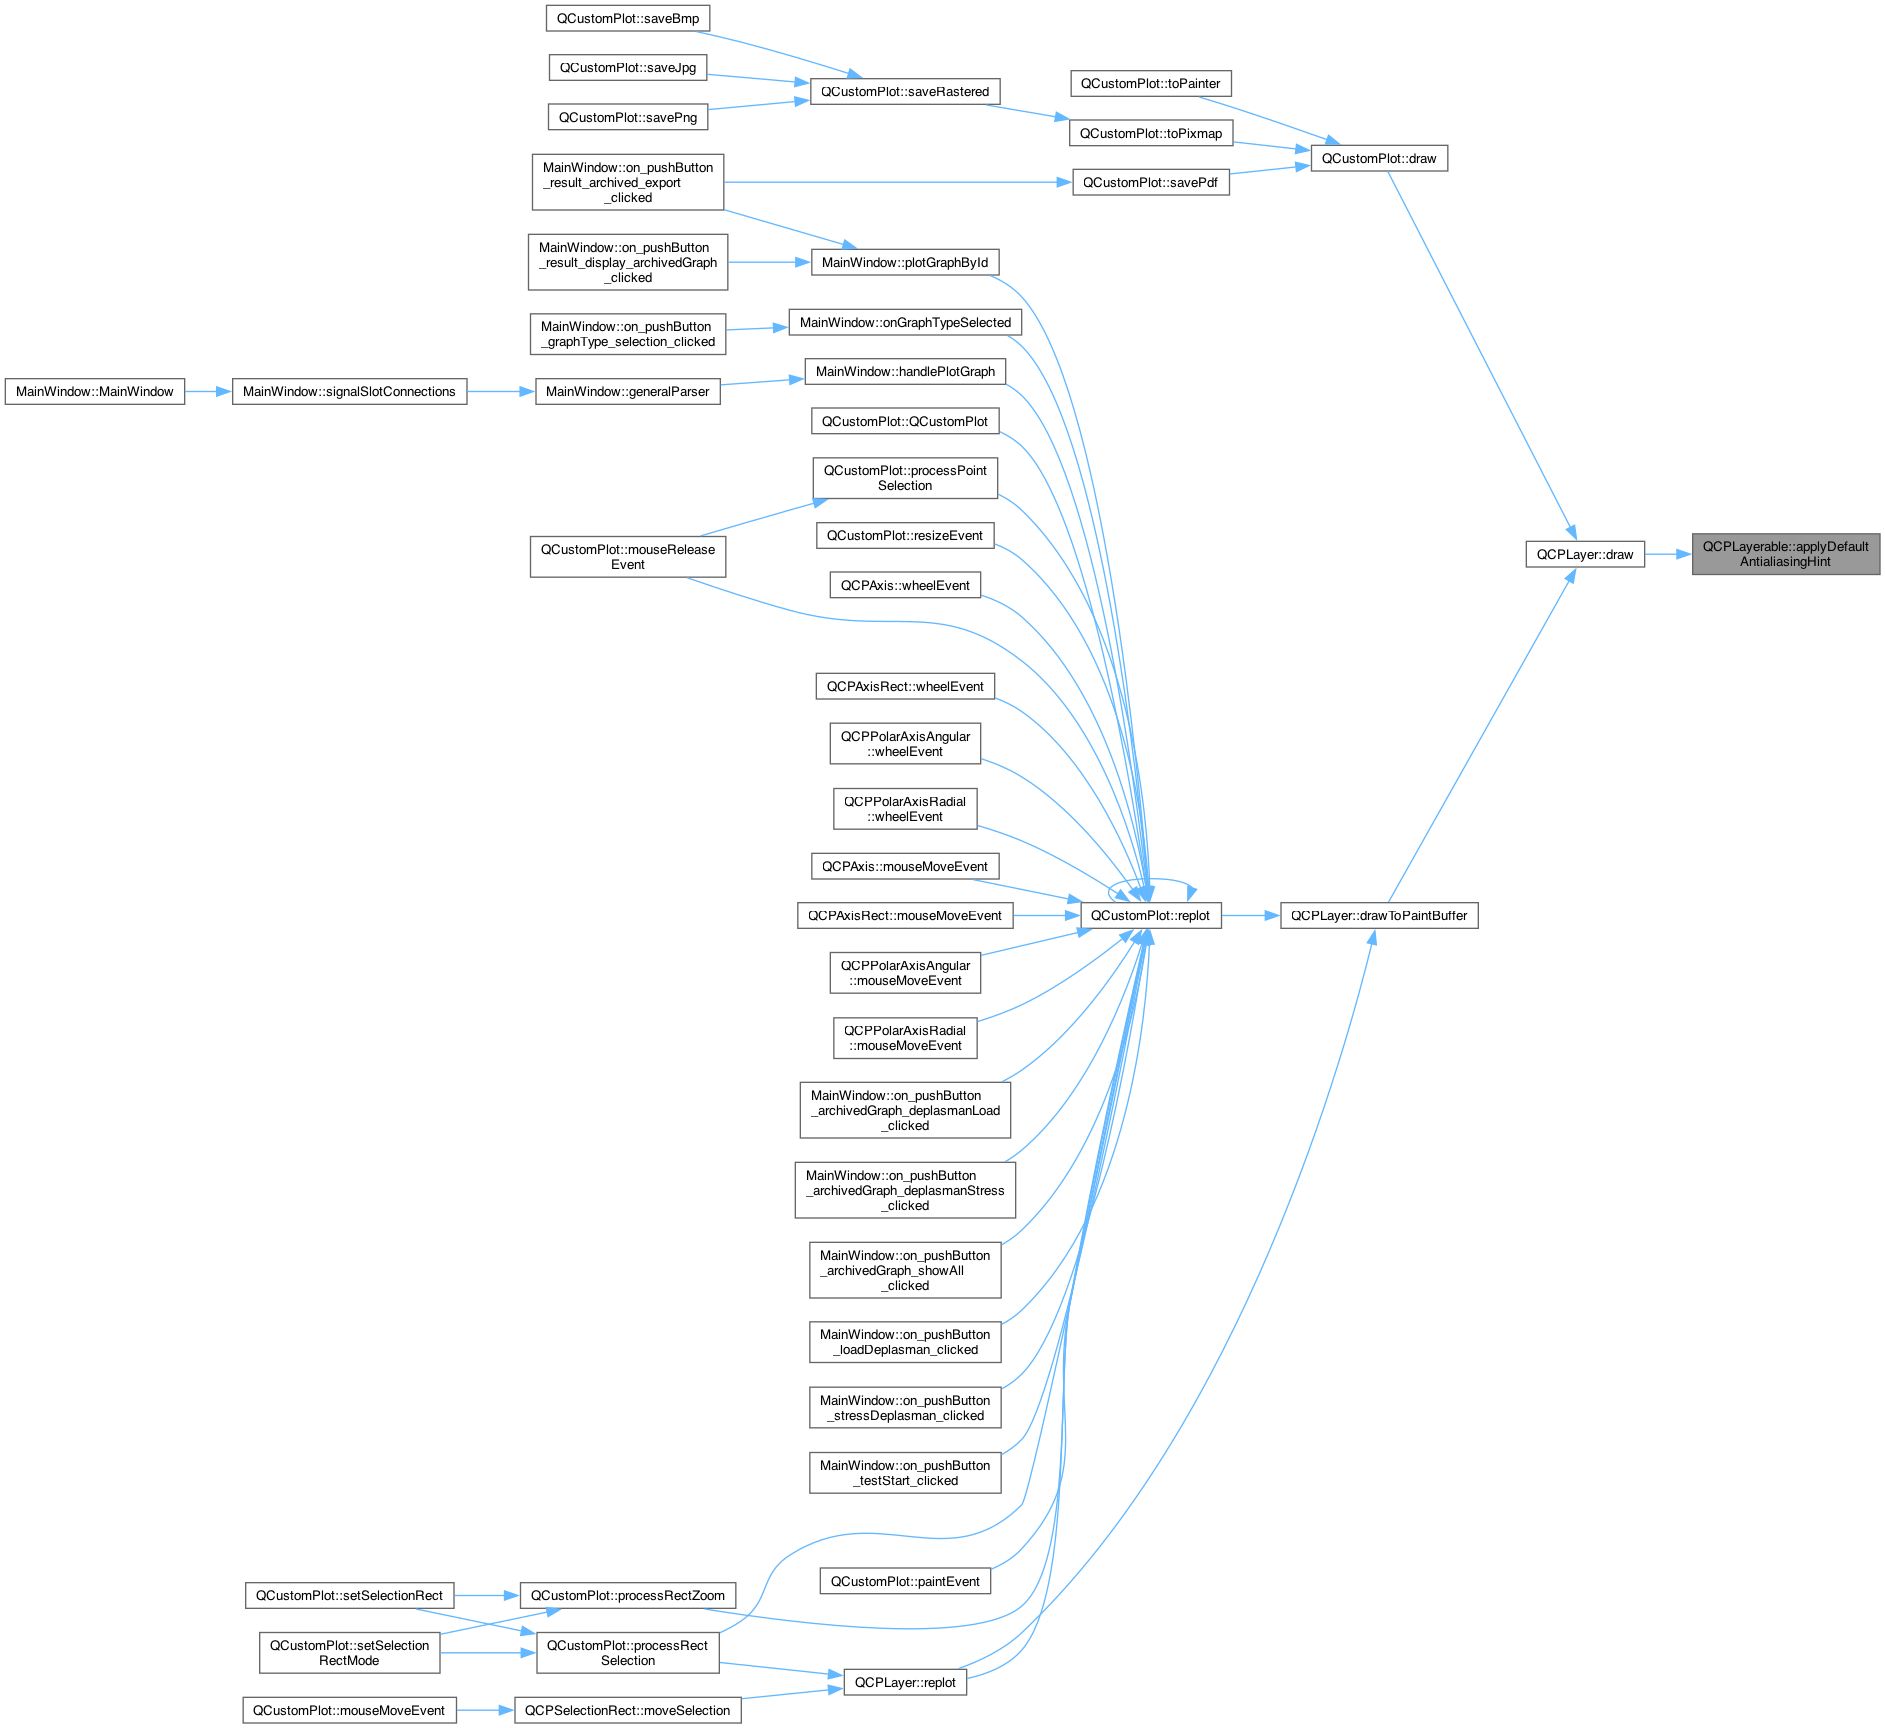 QCustomPlot::saveBmp
QCustomPlot::saveJpg
QCustomPlot::toPainter
QCustomPlot::saveRastered
QCustomPlot::savePng
QCustomPlot::toPixmap
QCustomPlot::draw
MainWindow::on_pushButton
_result_archived_export
_clicked
QCustomPlot::savePdf
MainWindow::on_pushButton
_result_display_archivedGraph
_clicked
MainWindow::plotGraphById
MainWindow::on_pushButton
_graphType_selection_clicked
MainWindow::onGraphTypeSelected
MainWindow::handlePlotGraph
MainWindow::MainWindow
MainWindow::signalSlotConnections
MainWindow::generalParser
QCustomPlot::QCustomPlot
QCustomPlot::processPoint
Selection
QCustomPlot::mouseRelease
Event
QCustomPlot::resizeEvent
QCPLayer::draw
QCPLayerable::applyDefault
AntialiasingHint
QCPAxis::wheelEvent
QCPAxisRect::wheelEvent
QCPPolarAxisAngular
::wheelEvent
QCPPolarAxisRadial
::wheelEvent
QCPAxis::mouseMoveEvent
QCPAxisRect::mouseMoveEvent
QCustomPlot::replot
QCPLayer::drawToPaintBuffer
QCPPolarAxisAngular
::mouseMoveEvent
QCPPolarAxisRadial
::mouseMoveEvent
MainWindow::on_pushButton
_archivedGraph_deplasmanLoad
_clicked
MainWindow::on_pushButton
_archivedGraph_deplasmanStress
_clicked
MainWindow::on_pushButton
_archivedGraph_showAll
_clicked
MainWindow::on_pushButton
_loadDeplasman_clicked
MainWindow::on_pushButton
_stressDeplasman_clicked
MainWindow::on_pushButton
_testStart_clicked
QCustomPlot::paintEvent
QCustomPlot::setSelectionRect
QCustomPlot::processRectZoom
QCustomPlot::setSelection
RectMode
QCustomPlot::processRect
Selection
QCPLayer::replot
QCustomPlot::mouseMoveEvent
QCPSelectionRect::moveSelection